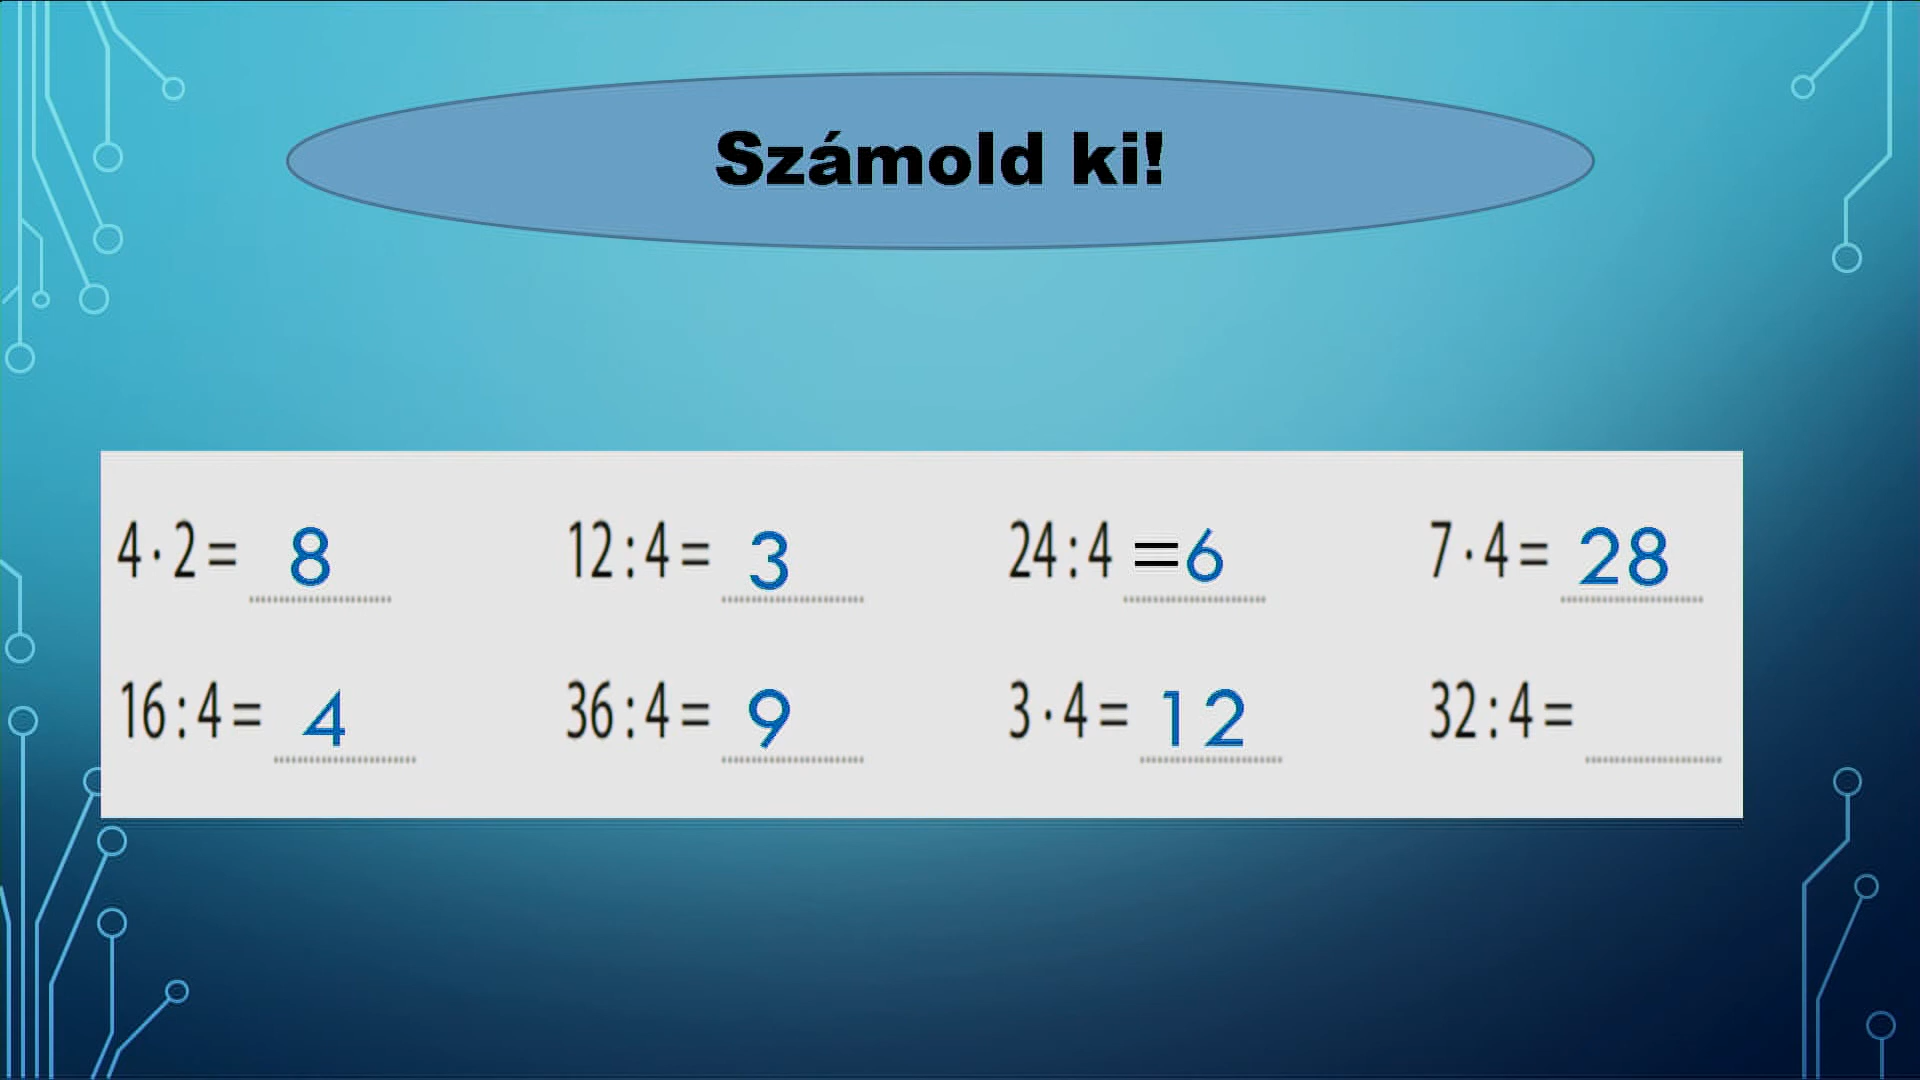 Számold ki!
4 · 2 = 8 12 : 4 = 3 24 : 4 = 6 7 · 4 = 28
16 : 4 = 4 36 : 4 = 9 3 · 4 = 12 32 : 4 =